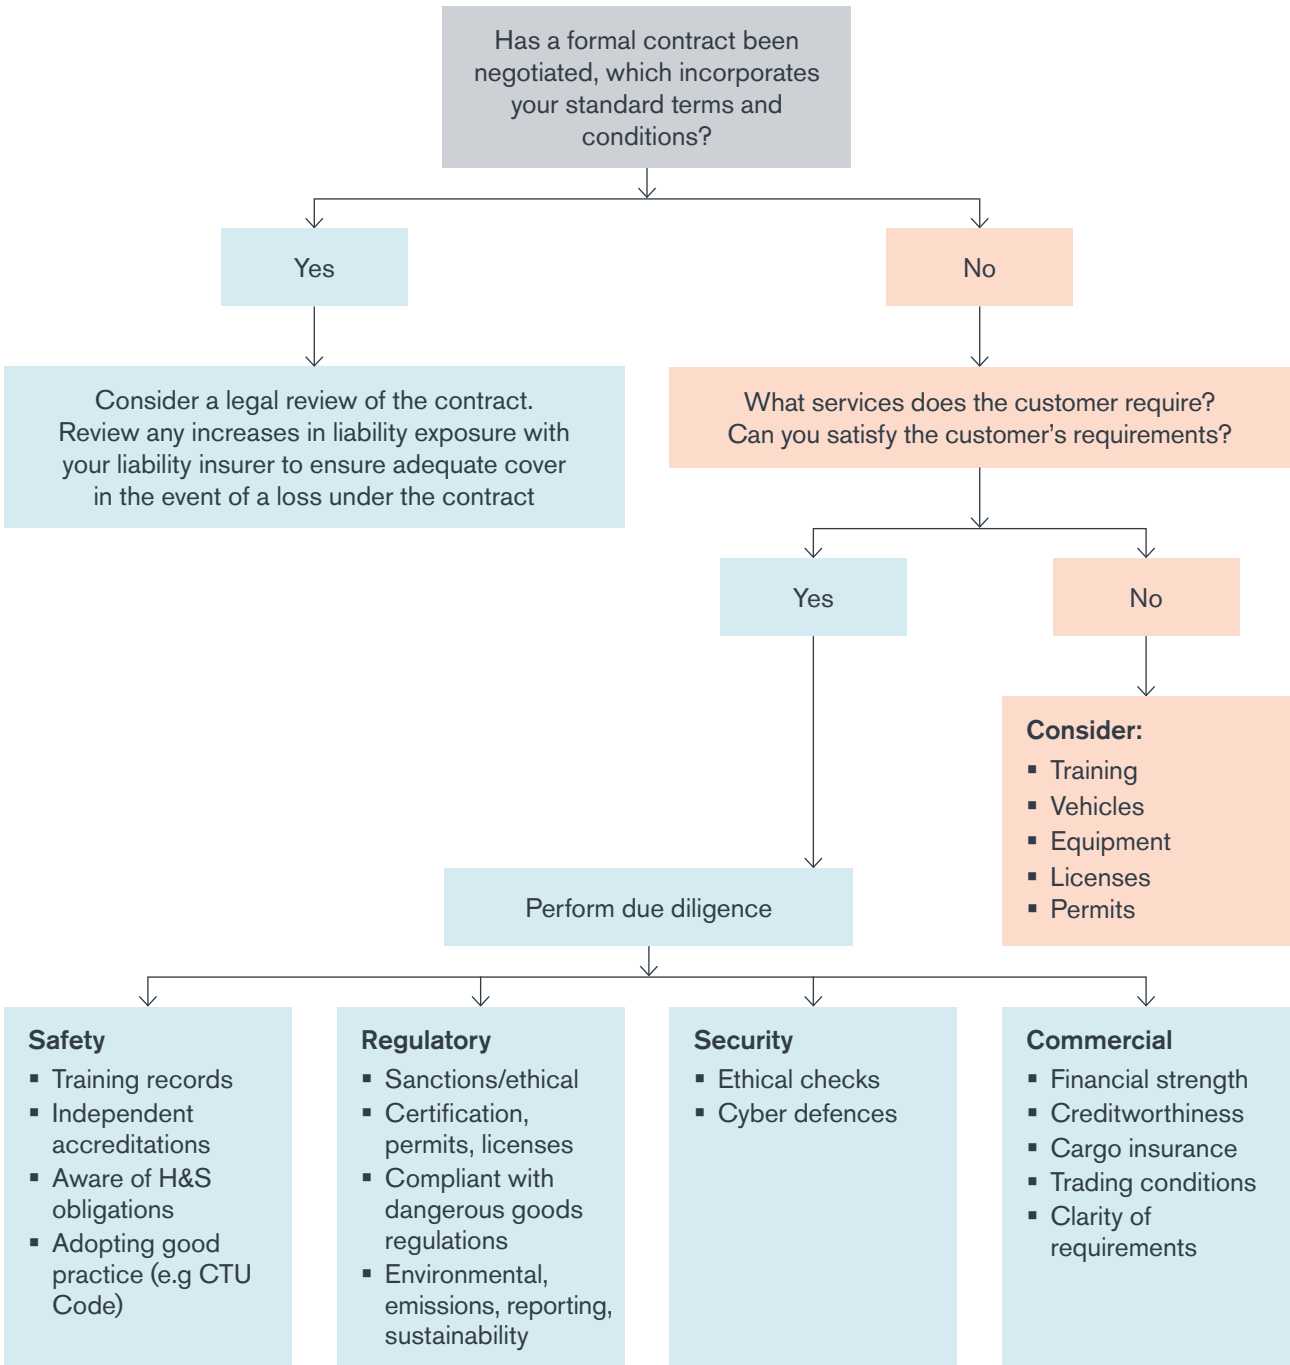 Has a formal contract been
negotiated, which incorporates
your standard terms and
conditions?
Yes
No
Consider a legal review of the contract.
Review any increases in liability exposure with
your liability insurer to ensure adequate cover
in the event of a loss under the contract
What services does the customer require?
Can you satisfy the customer’s requirements?
Yes
No
Consider:
▪ Training
▪ Vehicles
▪ Equipment
▪ Licenses
▪ Permits
Perform due diligence
Safety
▪ Training records
▪ Independent
accreditations
▪ Aware of H&S
obligations
▪ Adopting good
practice (e.g CTU
Code)
Regulatory
▪ Sanctions/ethical
▪ Certification,
permits, licenses
▪ Compliant with
dangerous goods
regulations
▪ Environmental,
emissions, reporting,
sustainability
Security
▪ Ethical checks
▪ Cyber defences
Commercial
▪ Financial strength
▪ Creditworthiness
▪ Cargo insurance
▪ Trading conditions
▪ Clarity of
requirements